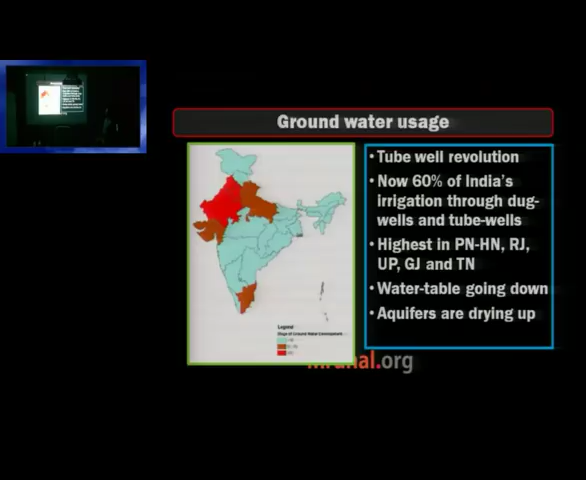 Ground water usage
• Tube well revolution
• Now 60% of India's
irrigation through dug-
wells and tube-wells
• Highest in PN-HN, RJ,
UP, GJ and TN
• Water-table going down
• Aquifers are drying up
Legend
Stage of Ground Water Development
Mrunal.org